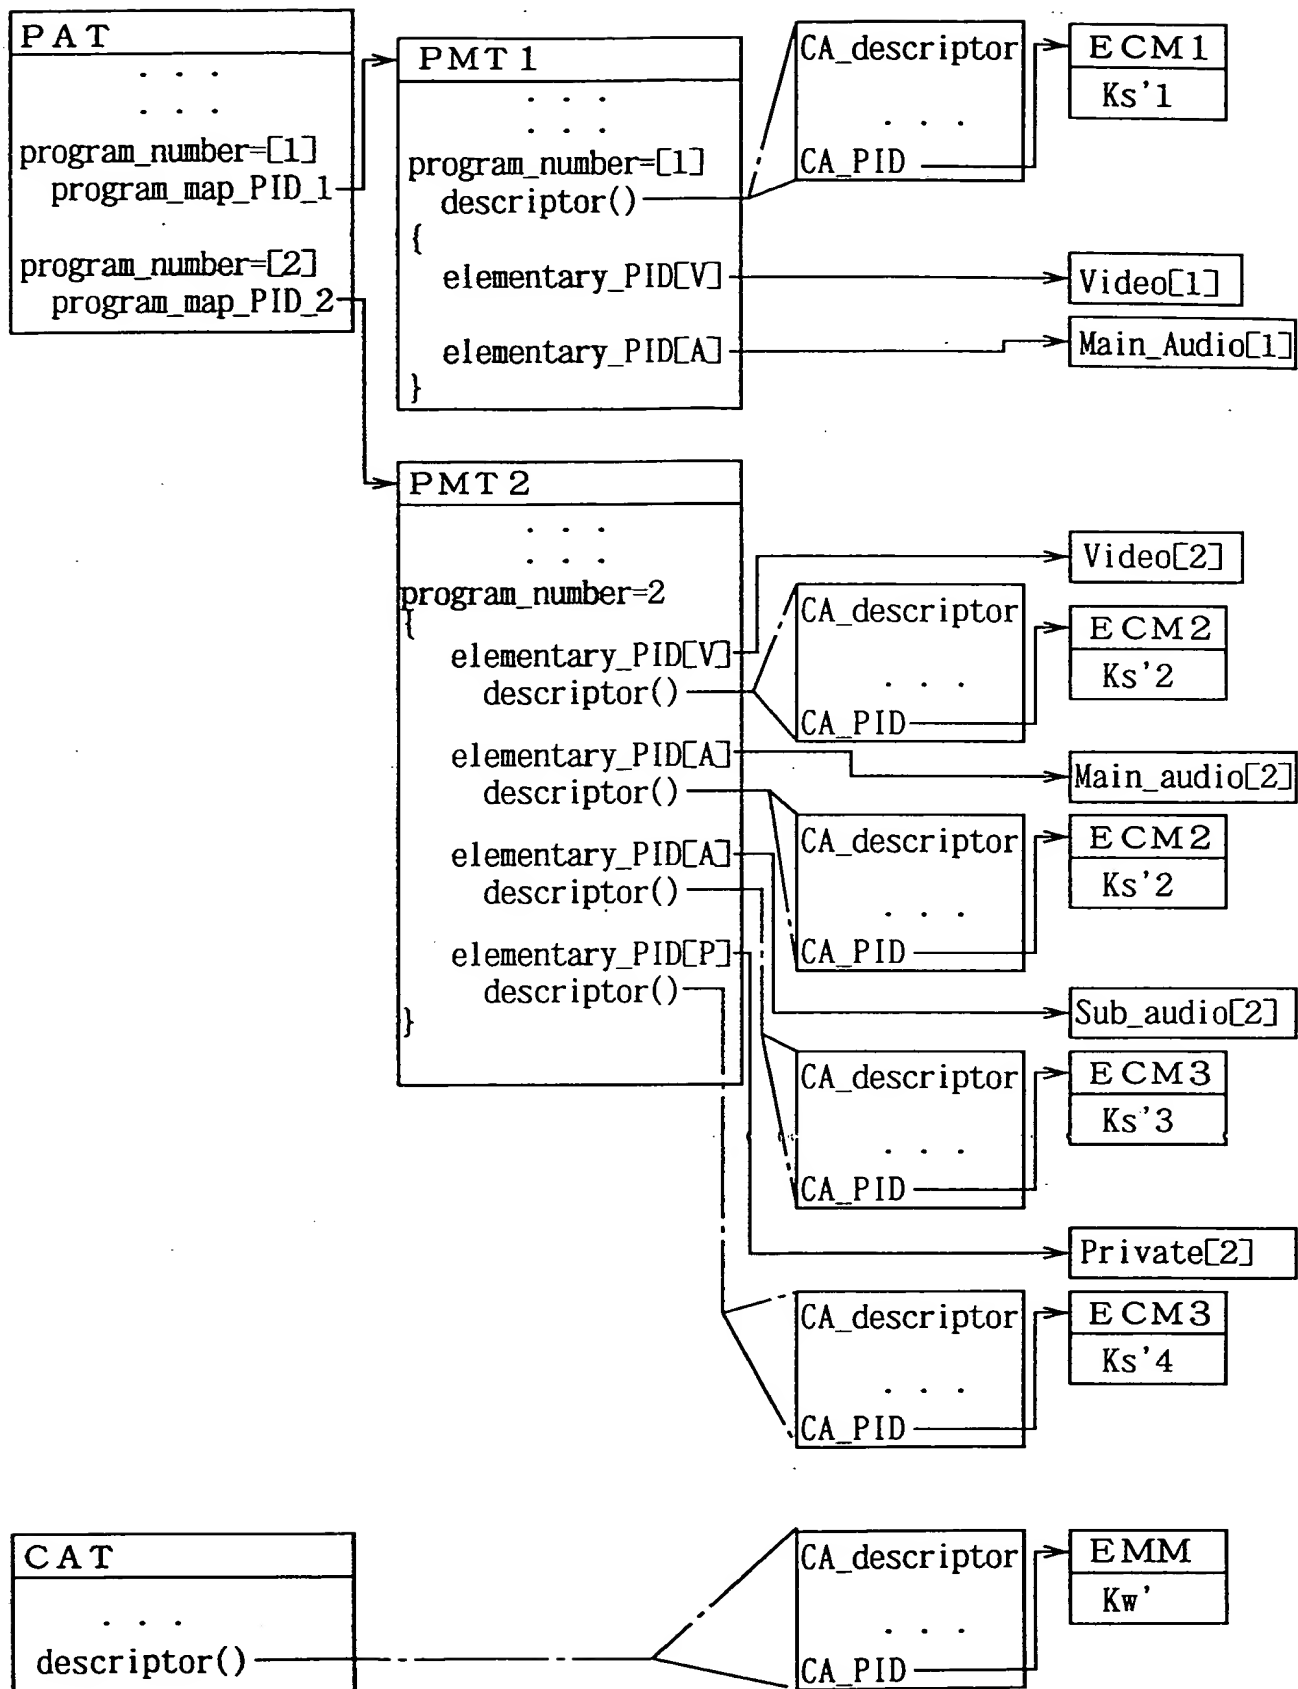 PAT
. . .
. . .
program_number=[1]
program_map_PID_1
program_number=[2]
program_map_PID_2
PMT1
. . .
. . .
program_number=[1]
descriptor()
{
elementary_PID[V]
elementary_PID[A]
}
CA_descriptor
. . .
CA_PID
ECM1
Ks'1
Video[1]
Main_Audio[1]
PMT2
. . .
. . .
program_number=2
{
elementary_PID[V]
descriptor()
elementary_PID[A]
descriptor()
elementary_PID[A]
descriptor()
elementary_PID[P]
descriptor()
}
Video[2]
CA_descriptor
. . .
CA_PID
ECM2
Ks'2
Main_audio[2]
CA_descriptor
. . .
CA_PID
ECM2
Ks'2
Sub_audio[2]
CA_descriptor
. . .
CA_PID
ECM3
Ks'3
Private[2]
CA_descriptor
. . .
CA_PID
ECM3
Ks'4
CAT
. . .
descriptor()
CA_descriptor
. . .
CA_PID
EMM
Kw'